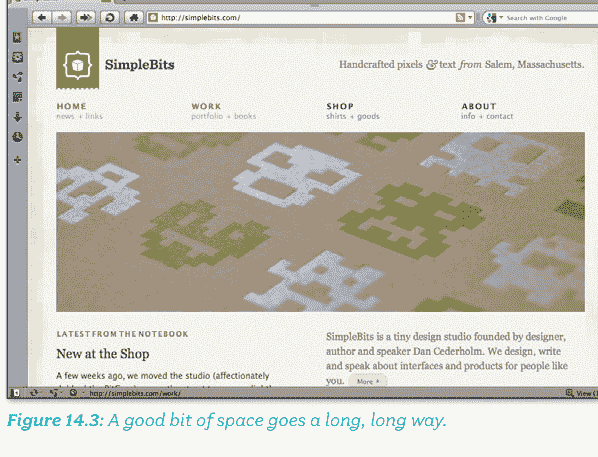 http://simplebits.com/
Search with Google
SimpleBits
Handcrafted pixels & text from Salem, Massachusetts.
HOME
news + links
WORK
portfolio + books
SHOP
shirts + goods
ABOUT
info + contact
LATEST FROM THE NOTEBOOK
New at the Shop
A few weeks ago, we moved the studio (affectionately
SimpleBits is a tiny design studio founded by designer,
author and speaker Dan Cederholm. We design, write
and speak about interfaces and products for people like
you. More
http://simplebits.com/work/
View
Figure 14.3: A good bit of space goes a long, long way.